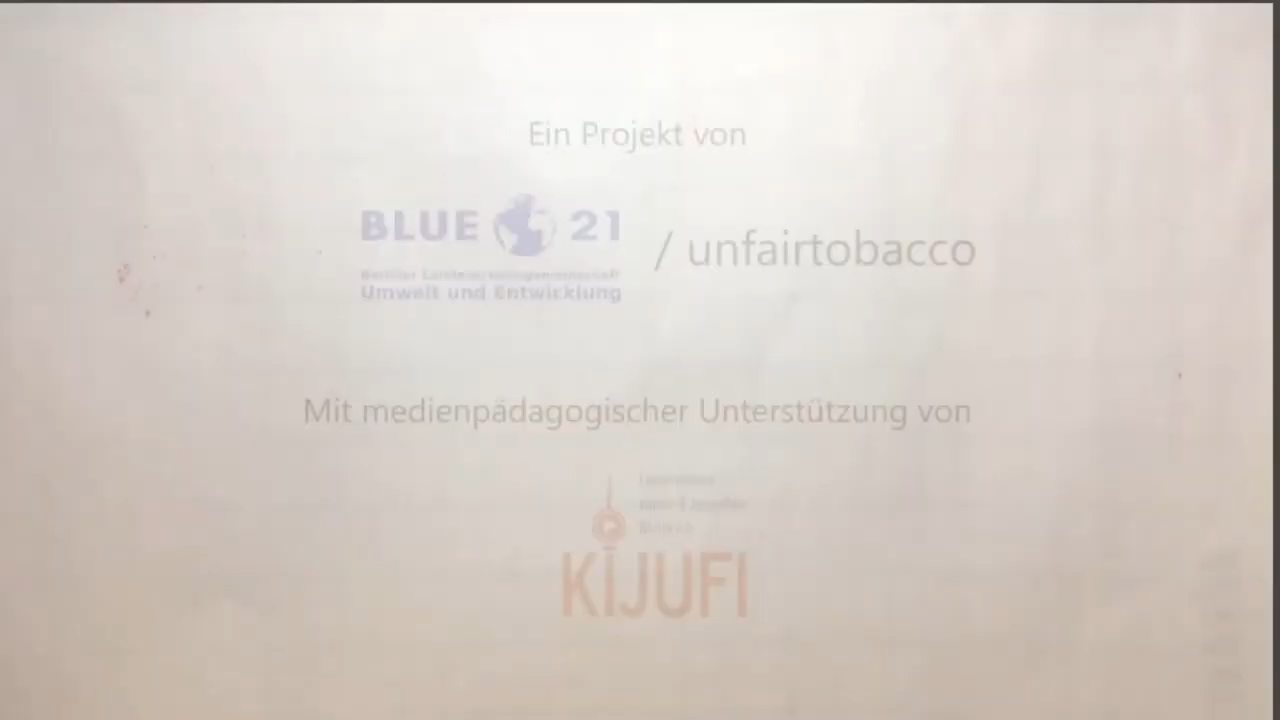 Ein Projekt von
BLUE 21
/ unfairtobacco
Umwelt und Entwicklung
Mit medienpädagogischer Unterstützung von
KIJUFI